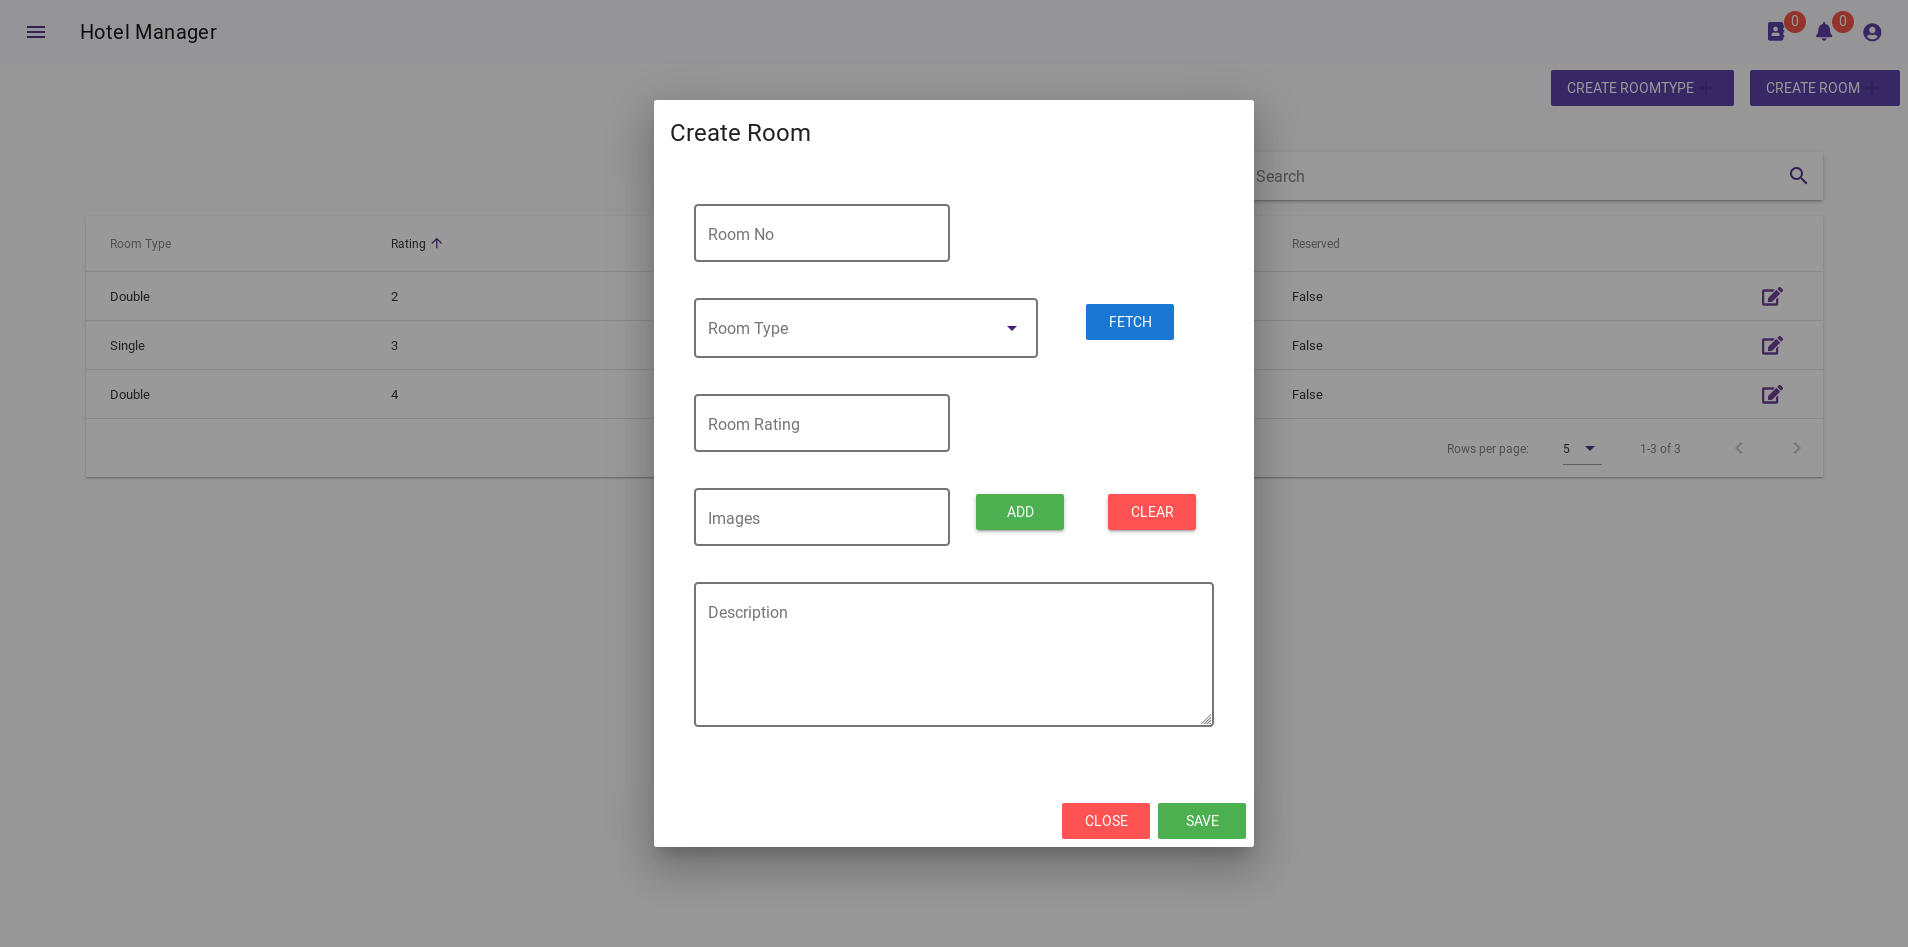 Hotel Manager
0
0
CREATE ROOMTYPE
CREATE ROOM
Search
Room Type
Rating
Reserved
Double
2
False
Single
3
False
Double
4
False
Rows per page:
5
1-3 of 3
Create Room
Room No
Room Type
FETCH
Room Rating
Images
ADD
CLEAR
Description
CLOSE
SAVE